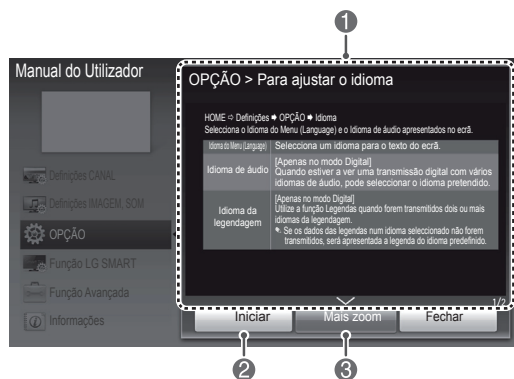 1
Manual do Utilizador
Definições CANAL
Definições IMAGEM, SOM
OPÇÃO
Função LG SMART
Função Avançada
Informações
OPÇÃO > Para ajustar o idioma
HOME ⇨ Definições ➡ OPÇÃO ➡ Idioma
Selecciona o Idioma do Menu (Language) e o Idioma de áudio apresentados no ecrã.
Idioma do Menu (Language) Selecciona um idioma para o texto do ecrã.
Idioma de áudio
[Apenas no modo Digital]
Quando estiver a ver uma transmissão digital com vários
idiomas de áudio, pode seleccionar o idioma pretendido.
Idioma da
legendagem
[Apenas no modo Digital]
Utilize a função Legendas quando forem transmitidos dois ou mais
idiomas da legendagem.
Se os dados das legendas num idioma seleccionado não forem
transmitidos, será apresentada a legenda do idioma predefinido.
1/2
Iniciar
Mais zoom
Fechar
2
3